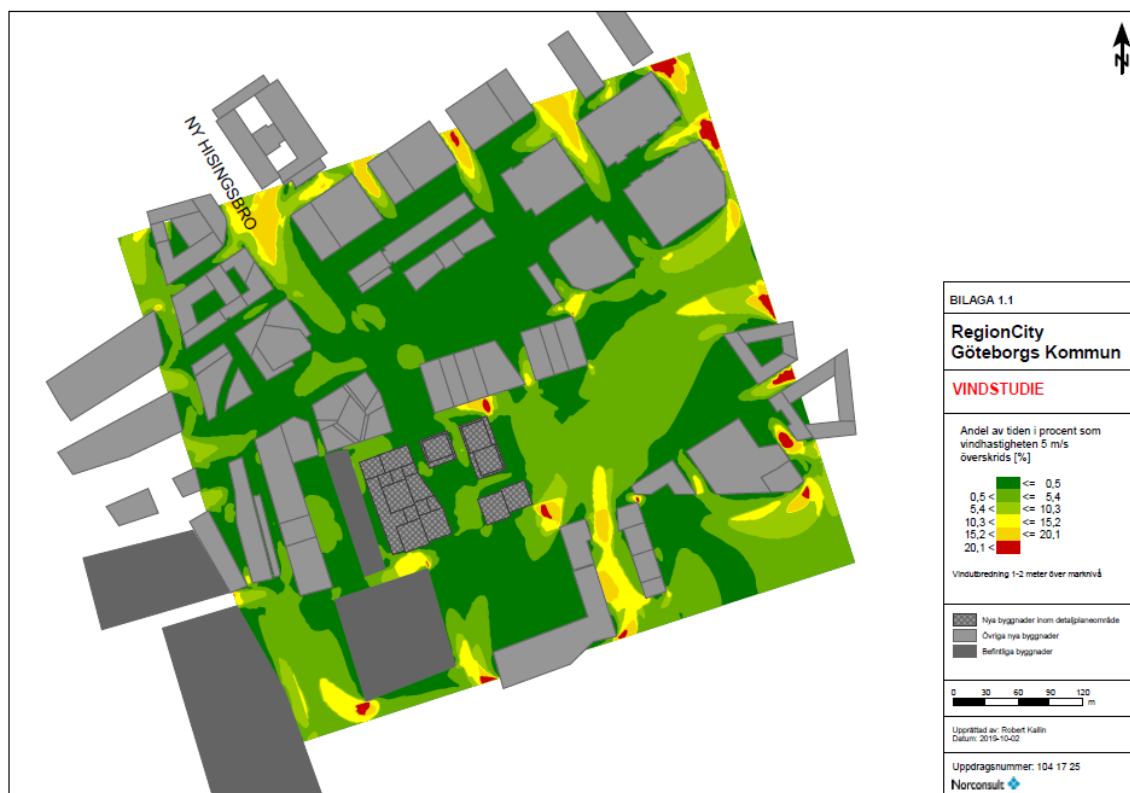 N
NY HISINGSBRO
BILAGA 1.1
RegionCity
Göteborgs Kommun
VINDSTUDIE
Andel av tiden i procent som
vindhastigheten 5 m/s
överskrids [%]
<= 0,5
0,5 < <= 5,4
5,4 < <= 10,3
10,3 < <= 15,2
15,2 < <= 20,1
20,1 <
Vindutbredning 1-2 meter över marknivå
Nya byggnader inom detaljplaneområde
Övriga nya byggnader
Befintliga byggnader
0 30 60 90 120
m
Upprättad av: Robert Kallin
Datum: 2019-10-02
Uppdragsnummer: 104 17 25
Norconsult